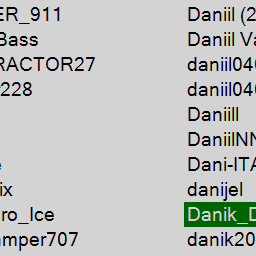 ER_911 Daniil (2
Bass Daniil Va
RACTOR27 daniil04
228 daniil04
Daniill
DaniilNN
Dani-ITA
ix danijel
ro_Ice Danik_D
mper707 danik20